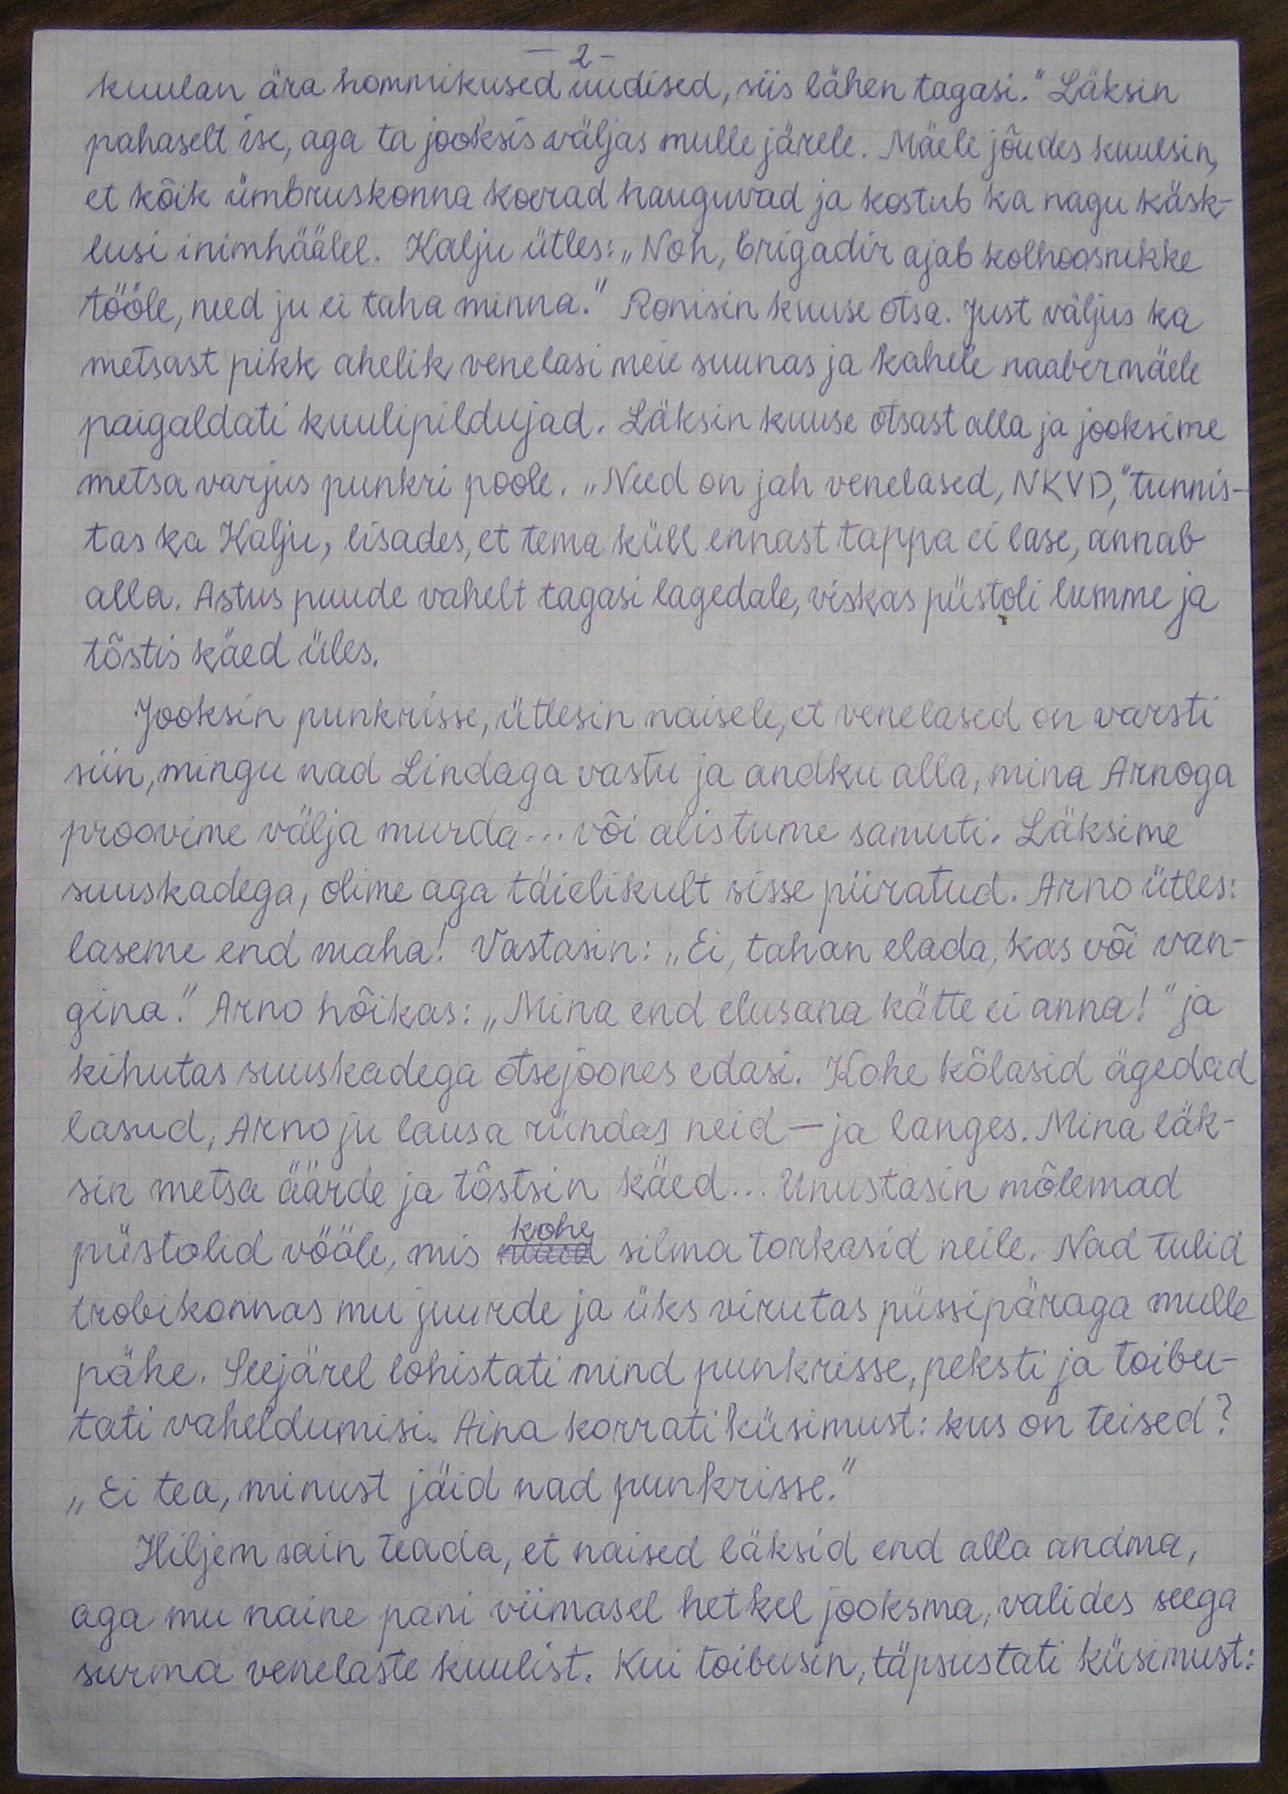 - 2 -
kuulan ära hommikused uudised, siis lähen tagasi." Läksin
pahaselt ise, aga ta jooksis väljas mulle järele. Mäele jõudes kuulsin,
et kõik ümbruskonna koerad hauguvad ja kostub ka nagu käsk-
lusi inimhäälel. Kalju ütles: „Noh, brigadir ajab kolhoosnikke
tööle, need ju ei taha minna." Ronisin kuuse otsa. Just väljus ka
metsast pikk ahelik venelasi meie suunas ja kahele naabermäele
paigaldati kuulipildujad. Läksin kuuse otsast alla ja jooksime
metsa varjus punkri poole. „Need on jah venelased, NKVD," tunnis-
tas ka Kalju, lisades, et tema küll ennast tappa ei lase, annab
alla. Astus puude vahelt tagasi lagedale, viskas püstoli lumme ja
tõstis käed üles.
Jooksin punkrisse, ütlesin naisele, et venelased on varsti
siin, mingu nad Lindaga vastu ja andku alla, mina Arnoga
proovime välja murda... või alistume samuti. Läksime
suuskadega, olime aga täielikult sisse piiratud. Arno ütles:
laseme end maha! Vastasin: „Ei, tahan elada, kas või van-
gina." Arno hõikas: „Mina end elusana kätte ei anna!" ja
kihutas suuskadega otsejoones edasi. Kohe kõlasid ägedad
lasud, Arno ju lausa ründas neid — ja langes. Mina läk-
sin metsa äärde ja tõstsin käed... Unustasin mõlemad
püstolid vööle, mis kohe silma torkasid neile. Nad tulid
trobikonnas mu juurde ja üks virutas püssipäraga mulle
pähe. Seejärel lohistati mind punkrisse, peksti ja toibu-
tati vaheldumisi. Aina korrati küsimust: kus on teised?
„Ei tea, minust jäid nad punkrisse."
Hiljem sain teada, et naised läksid end alla andma,
aga mu naine pani viimasel hetkel jooksma, valides seega
surma venelaste kuulist. Kui toibusin, täpsustati küsimust: